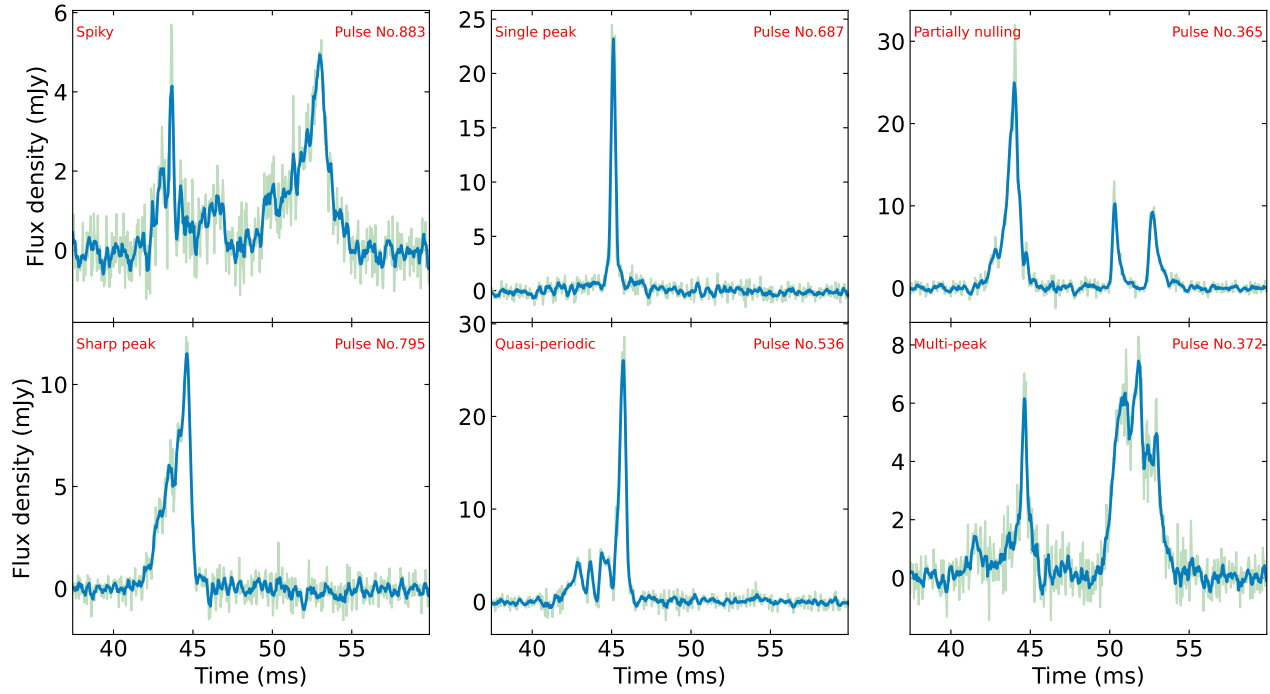 Spiky
Pulse No.883
6
4
2
0
Flux density (mJy)
Single peak
Pulse No.687
25
20
15
10
5
0
Partially nulling
Pulse No.365
30
20
10
0
Sharp peak
Pulse No.795
10
5
0
Flux density (mJy)
40 45 50 55
Time (ms)
Quasi-periodic
Pulse No.536
30
20
10
0
40 45 50 55
Time (ms)
Multi-peak
Pulse No.372
8
6
4
2
0
40 45 50 55
Time (ms)